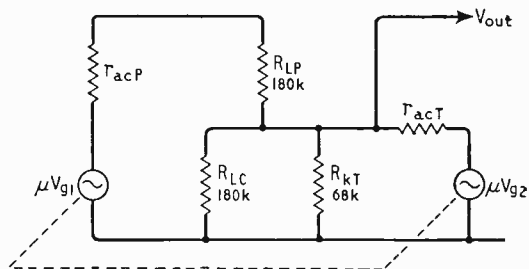 Vout
racP
RLP
180k
racT
μVg1
RLC
180k
RkT
68k
μVg2